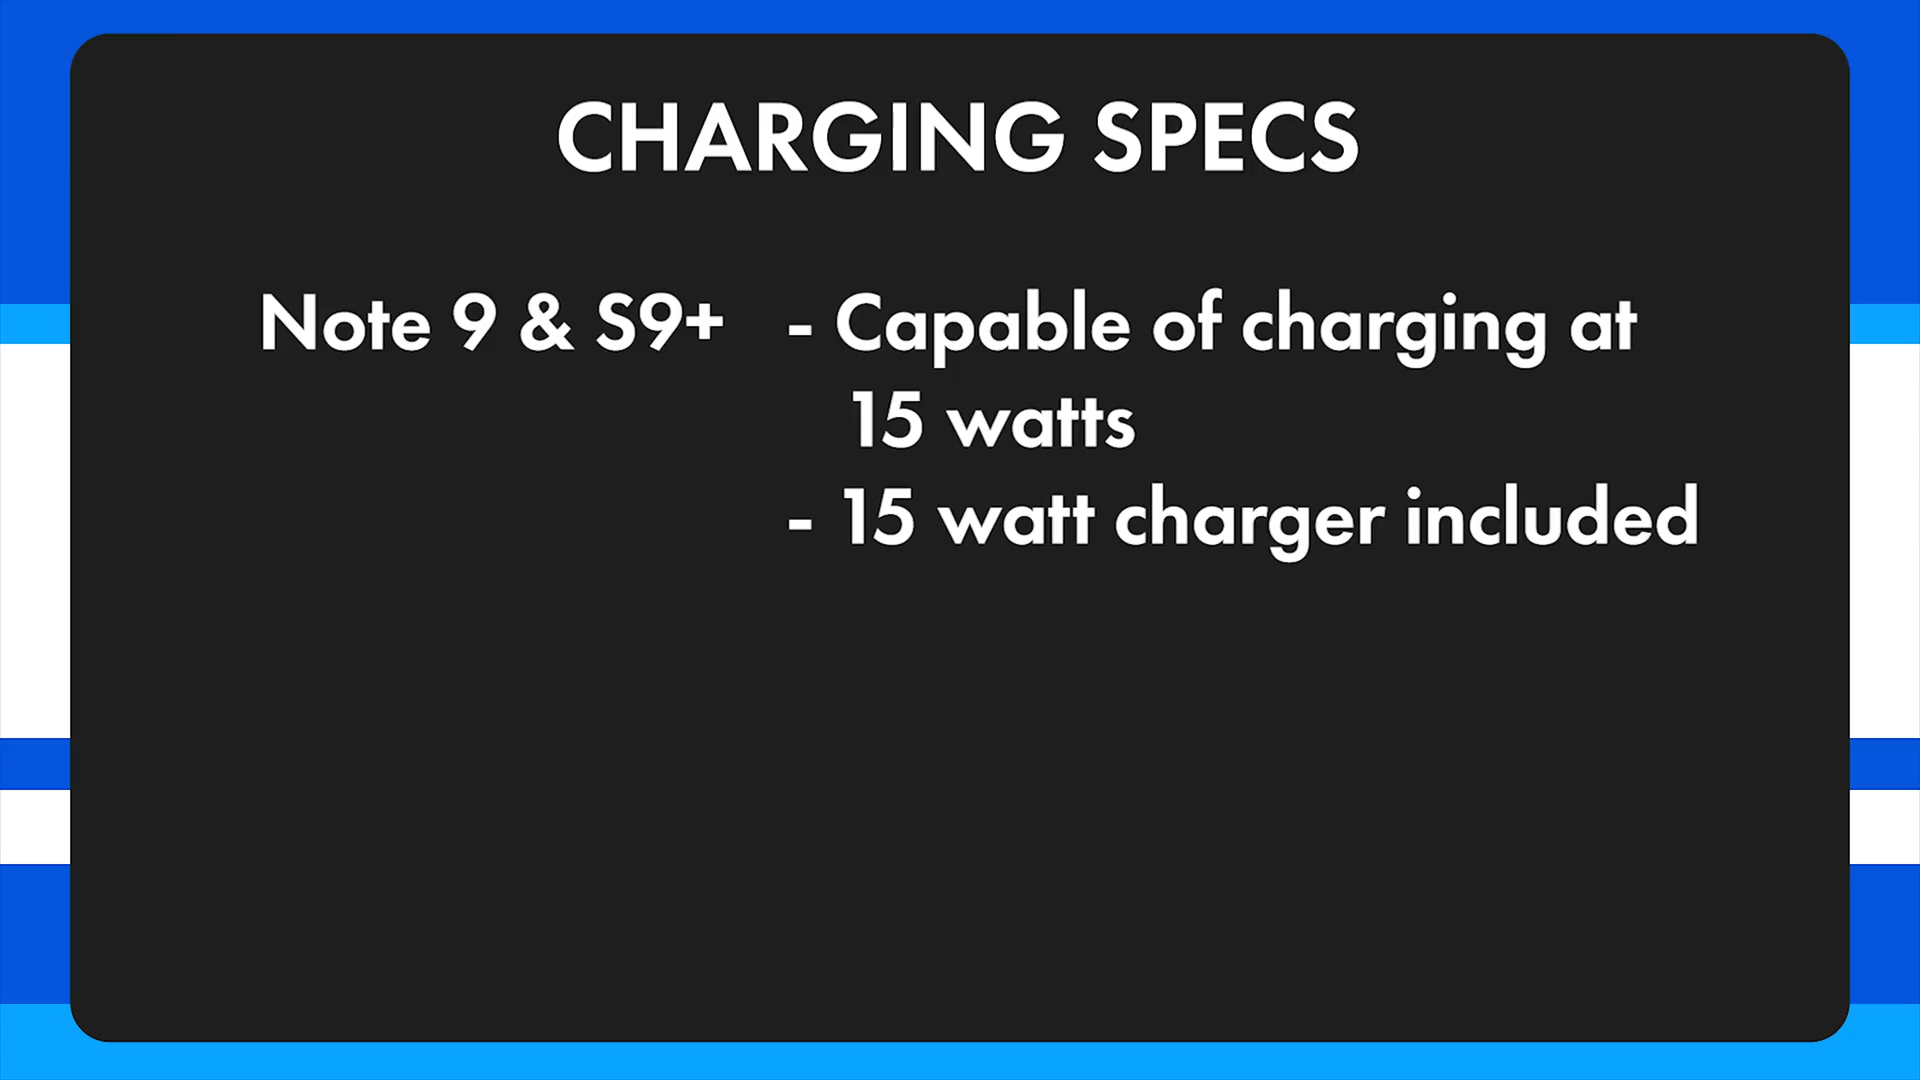 CHARGING SPECS
Note 9 & S9+ - Capable of charging at
15 watts
- 15 watt charger included